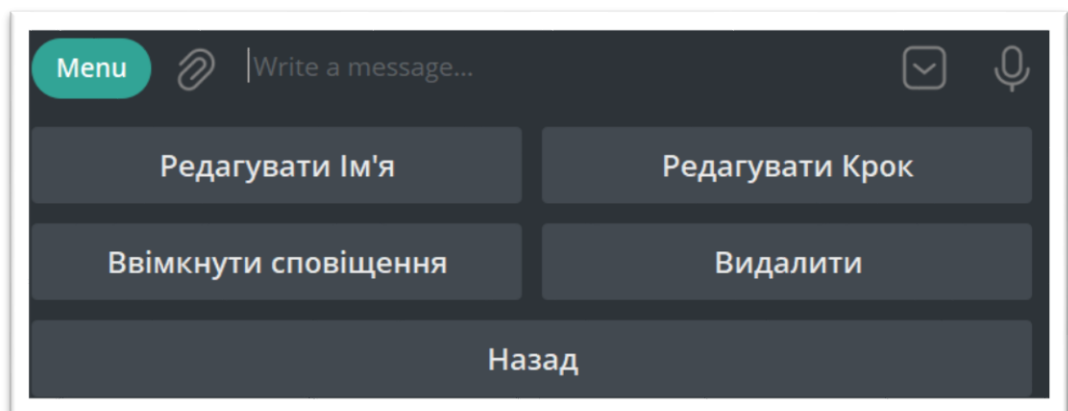 Menu Write a message...
Редагувати Ім'я Редагувати Крок
Ввімкнути сповіщення Видалити
Назад